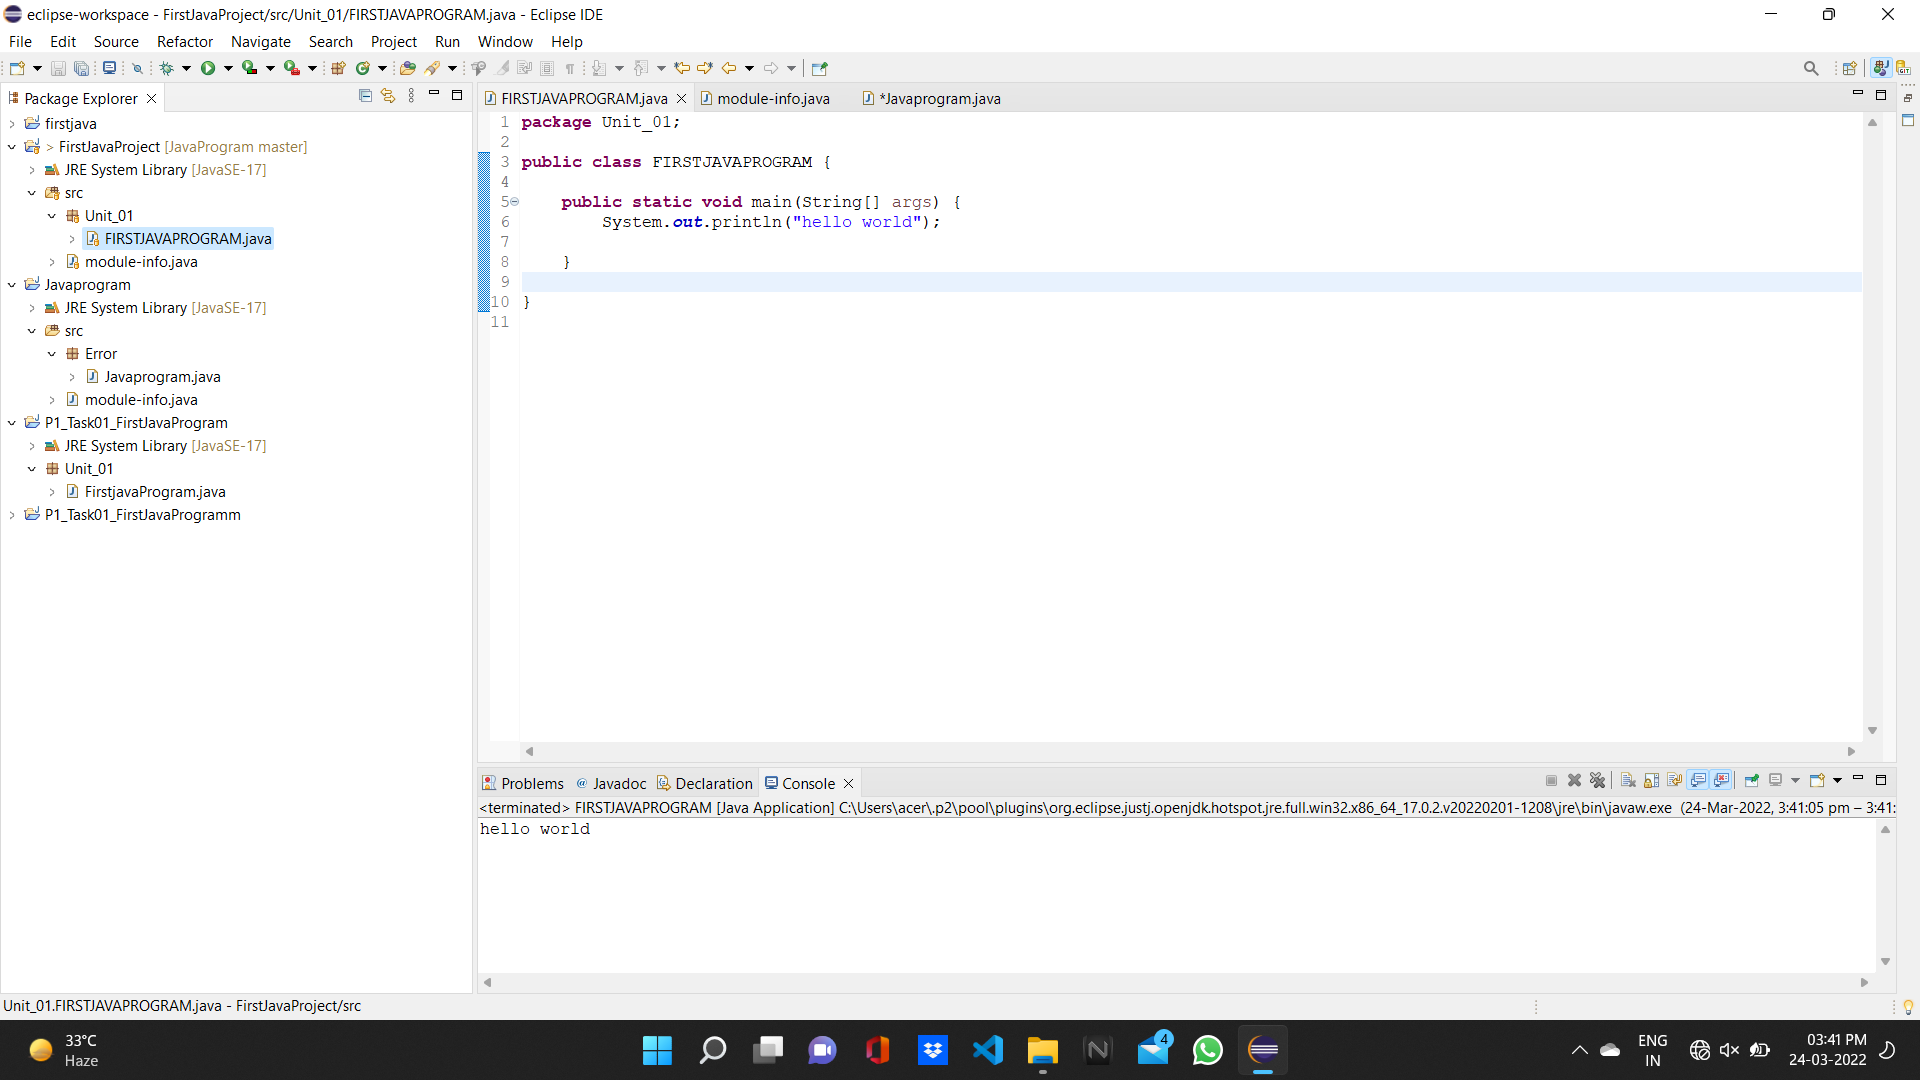 eclipse-workspace - FirstJavaProject/src/Unit_01/FIRSTJAVAPROGRAM.java - Eclipse IDE
File Edit Source Refactor Navigate Search Project Run Window Help
Package Explorer
firstjava
> FirstJavaProject [JavaProgram master]
JRE System Library [JavaSE-17]
src
Unit_01
FIRSTJAVAPROGRAM.java
module-info.java
Javaprogram
JRE System Library [JavaSE-17]
src
Error
Javaprogram.java
module-info.java
P1_Task01_FirstJavaProgram
JRE System Library [JavaSE-17]
Unit_01
FirstjavaProgram.java
P1_Task01_FirstJavaProgramm
FIRSTJAVAPROGRAM.java module-info.java *Javaprogram.java
1 package Unit_01;
2
3 public class FIRSTJAVAPROGRAM {
4
5 public static void main(String[] args) {
6 System.out.println("hello world");
7
8 }
9
10 }
11
Problems @ Javadoc Declaration Console
<terminated> FIRSTJAVAPROGRAM [Java Application] C:\Users\acer\.p2\pool\plugins\org.eclipse.justj.openjdk.hotspot.jre.full.win32.x86_64_17.0.2.v20220201-1208\jre\bin\javaw.exe (24-Mar-2022, 3:41:05 pm – 3:41:
hello world
Unit_01.FIRSTJAVAPROGRAM.java - FirstJavaProject/src
33°C
Haze
4
ENG
IN
03:41 PM
24-03-2022